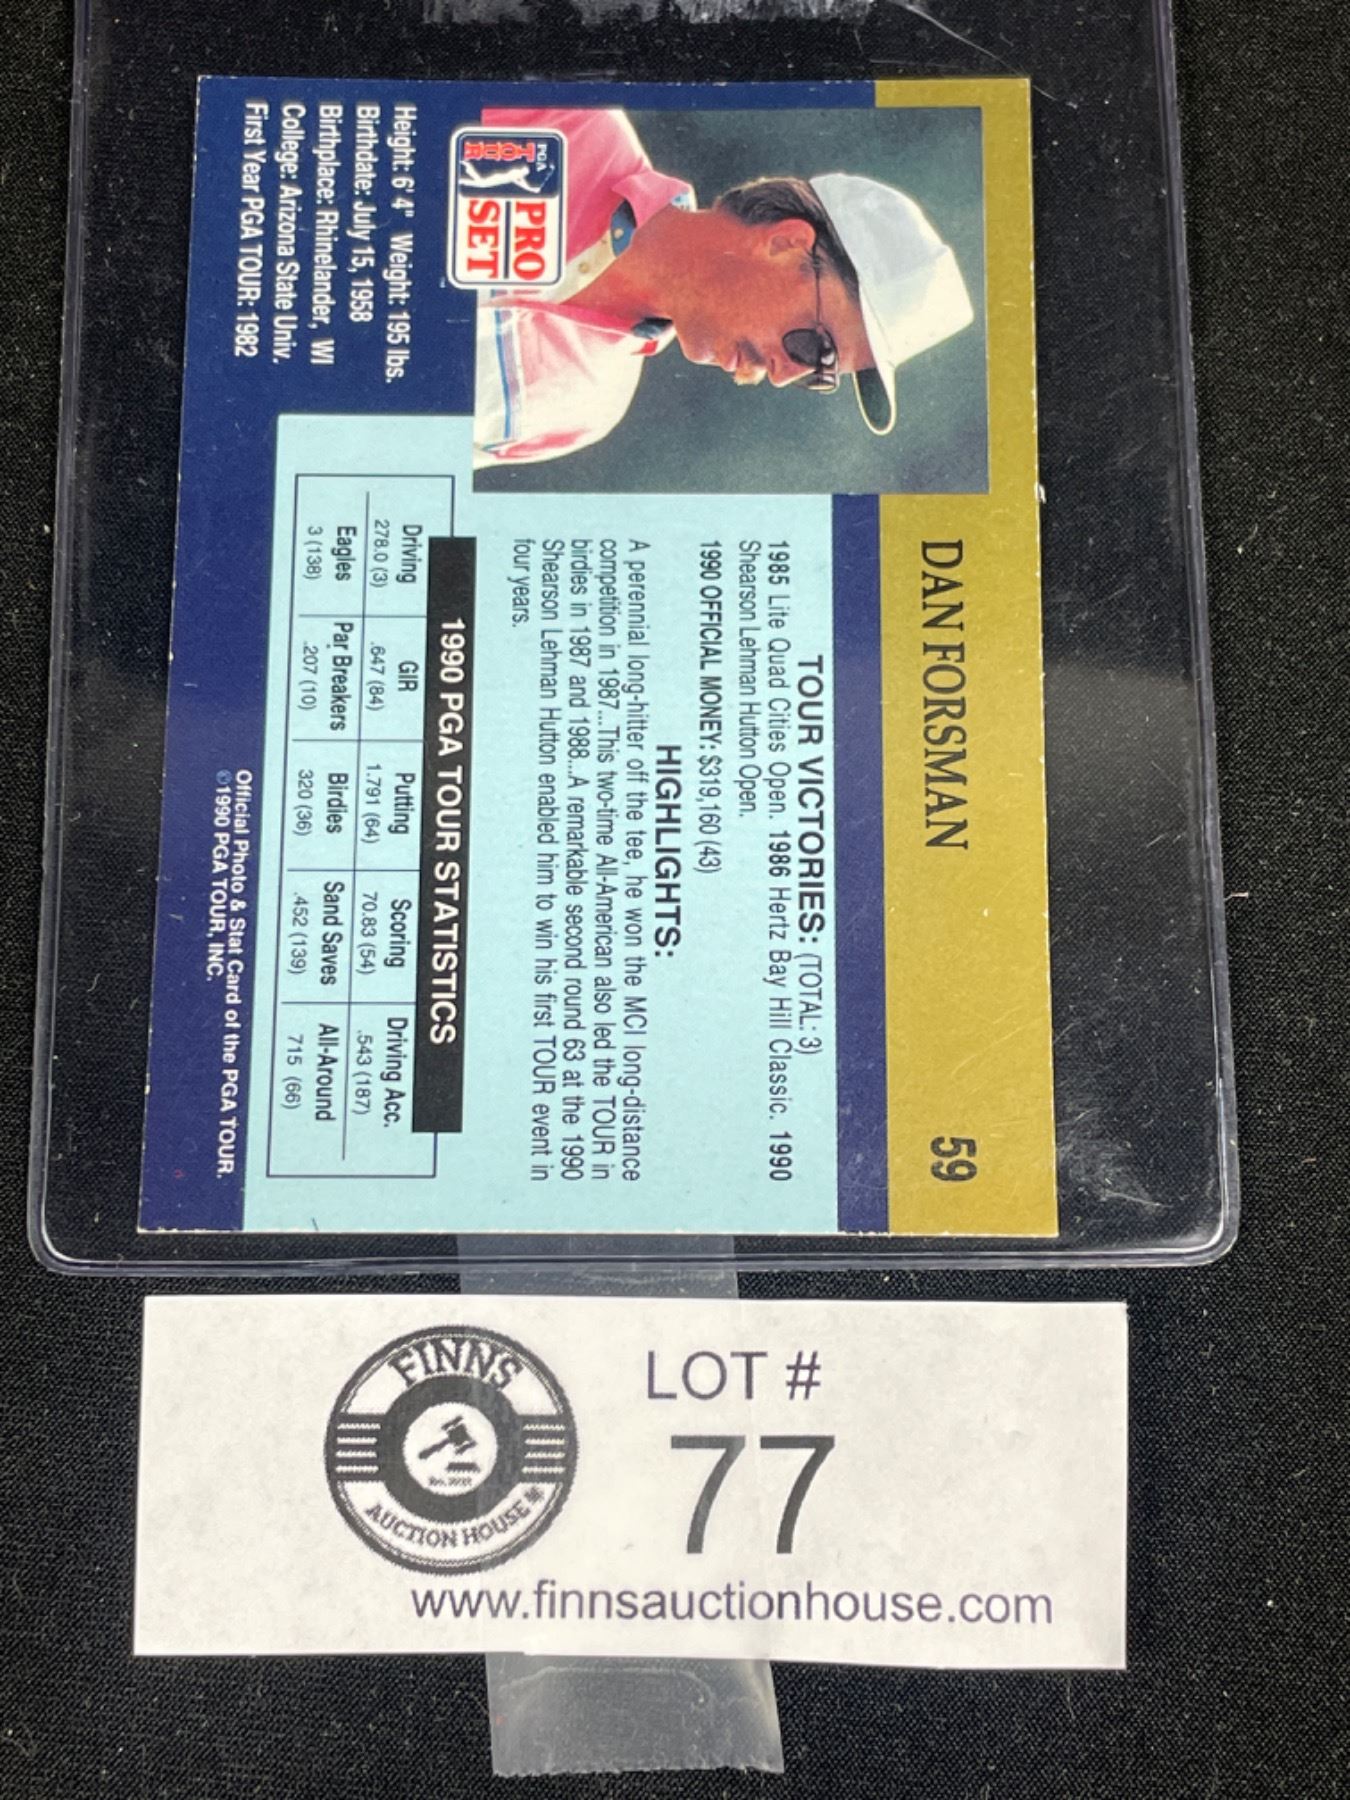 DAN FORSMAN 59
PGA
TOUR
PRO
SET
Height: 6'4" Weight: 195 lbs.
Birthdate: July 15, 1958
Birthplace: Rhinelander, WI
College: Arizona State Univ.
First Year PGA TOUR: 1982
TOUR VICTORIES: (TOTAL: 3)
1985 Lite Quad Cities Open. 1986 Hertz Bay Hill Classic. 1990
Shearson Lehman Hutton Open.
1990 OFFICIAL MONEY: $319,160 (43)
HIGHLIGHTS:
A perennial long-hitter off the tee, he won the MCI long-distance
competition in 1987...This two-time All-American also led the TOUR in
birdies in 1987 and 1988...A remarkable second round 63 at the 1990
Shearson Lehman Hutton enabled him to win his first TOUR event in
four years.
1990 PGA TOUR STATISTICS
Driving GIR Putting Scoring Driving Acc.
278.0 (3) .647 (84) 1.791 (64) 70.83 (54) .543 (187)
Eagles Par Breakers Birdies Sand Saves All-Around
3 (138) .207 (10) 320 (36) .452 (139) 715 (66)
Official Photo & Stat Card of the PGA TOUR.
©1990 PGA TOUR, INC.
FINNS
AUCTION HOUSE
LOT #
77
www.finnsauctionhouse.com